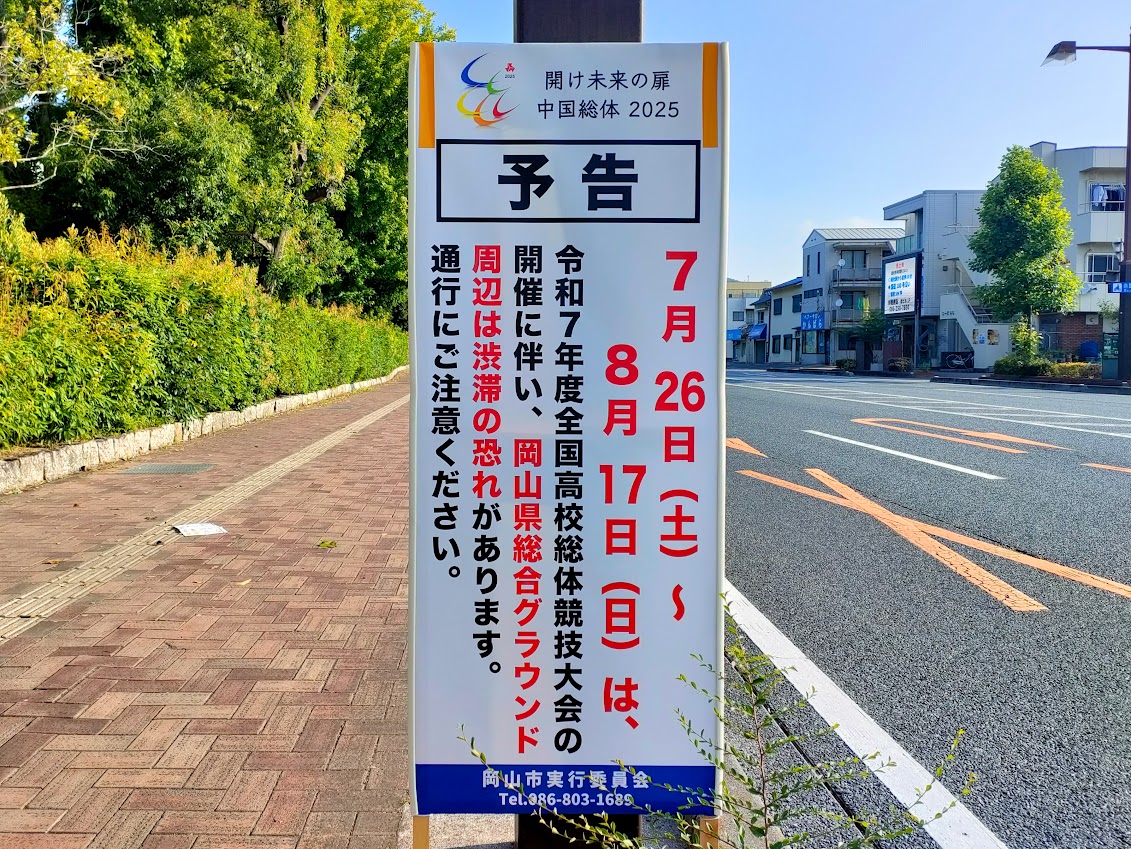 2025
開け未来の扉
中国総体 2025
予告
7月26日(土)〜
8月17日(日)は、
令和7年度全国高校総体競技大会の
開催に伴い、岡山県総合グラウンド
周辺は渋滞の恐れがあります。
通行にご注意ください。
岡山市実行委員会
Tel.086-803-1689